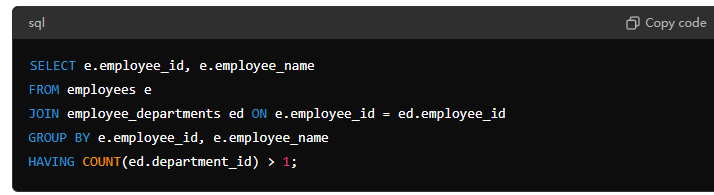 sql
Copy code
SELECT e.employee_id, e.employee_name
FROM employees e
JOIN employee_departments ed ON e.employee_id = ed.employee_id
GROUP BY e.employee_id, e.employee_name
HAVING COUNT(ed.department_id) > 1;